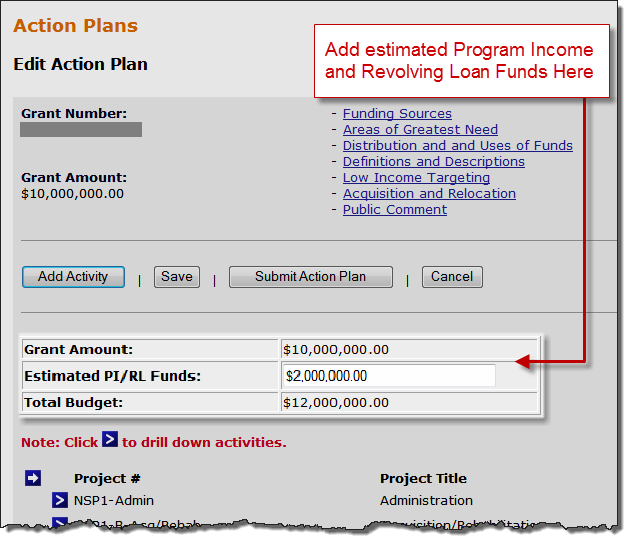 Action Plans
Add estimated Program Income
and Revolving Loan Funds Here
Edit Action Plan
Grant Number:
- Funding Sources
- Areas of Greatest Need
- Distribution and and Uses of Funds
- Definitions and Descriptions
- Low Income Targeting
- Acquisition and Relocation
- Public Comment
Grant Amount:
$10,000,000.00
Add Activity | Save | Submit Action Plan | Cancel
Grant Amount: $10,000,000.00
Estimated PI/RL Funds: $2,000,000.00
Total Budget: $12,000,000.00
Note: Click > to drill down activities.
Project # Project Title
NSP1-Admin Administration